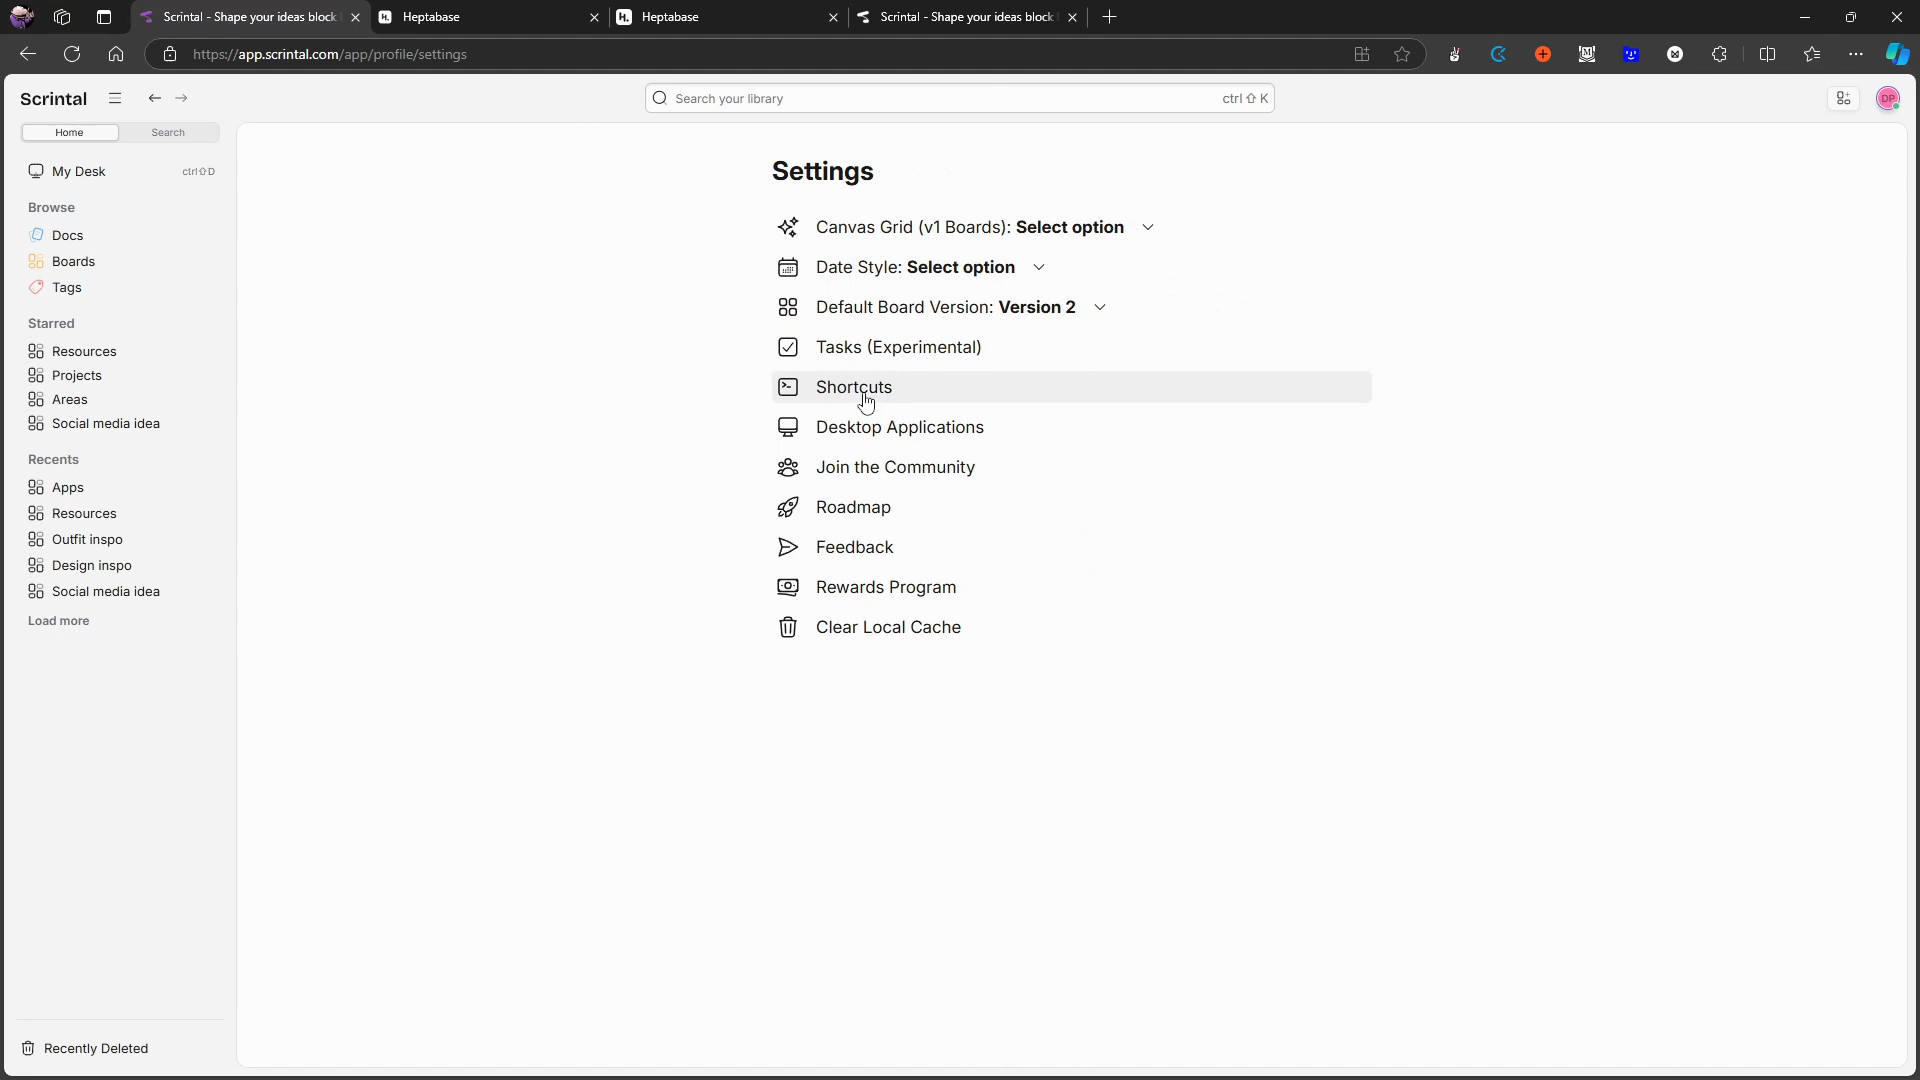 Scrintal - Shape your ideas block
Heptabase
Heptabase
Scrintal - Shape your ideas block
https://app.scrintal.com/app/profile/settings
Scrintal
Search your library
ctrl⇧K
DP
Home
Search
My Desk
ctrl⇧D
Browse
Docs
Boards
Tags
Starred
Resources
Projects
Areas
Social media idea
Recents
Apps
Resources
Outfit inspo
Design inspo
Social media idea
Load more
Recently Deleted
Settings
Canvas Grid (v1 Boards): Select option
Date Style: Select option
Default Board Version: Version 2
Tasks (Experimental)
Shortcuts
Desktop Applications
Join the Community
Roadmap
Feedback
Rewards Program
Clear Local Cache